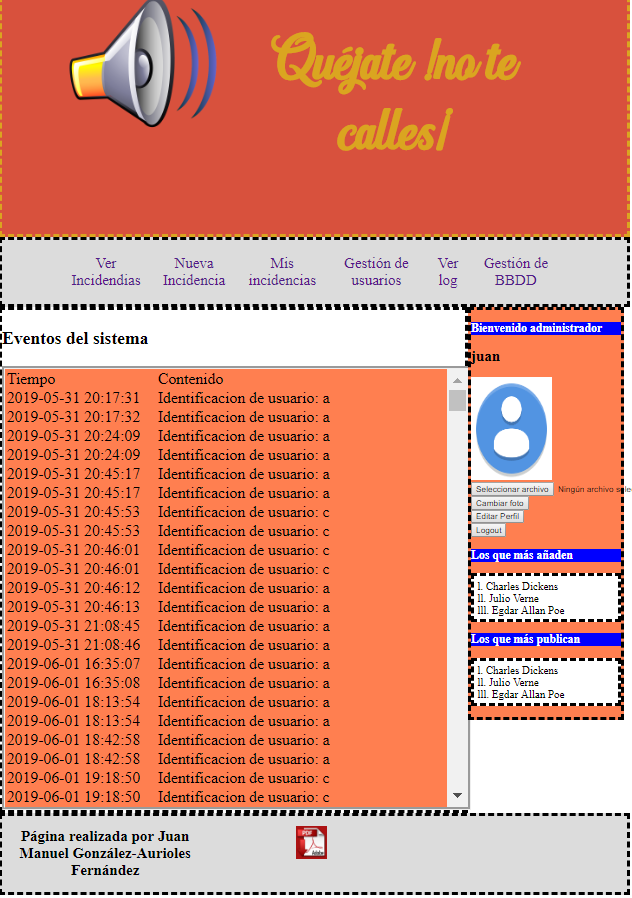 Quéjate !no te
calles¡
Ver Incidendias
Nueva Incidencia
Mis incidencias
Gestión de usuarios
Ver log
Gestión de BBDD
Eventos del sistema
Tiempo Contenido
2019-05-31 20:17:31 Identificacion de usuario: a
2019-05-31 20:17:32 Identificacion de usuario: a
2019-05-31 20:24:09 Identificacion de usuario: a
2019-05-31 20:24:09 Identificacion de usuario: a
2019-05-31 20:45:17 Identificacion de usuario: a
2019-05-31 20:45:17 Identificacion de usuario: a
2019-05-31 20:45:53 Identificacion de usuario: c
2019-05-31 20:45:53 Identificacion de usuario: c
2019-05-31 20:46:01 Identificacion de usuario: c
2019-05-31 20:46:01 Identificacion de usuario: c
2019-05-31 20:46:12 Identificacion de usuario: a
2019-05-31 20:46:13 Identificacion de usuario: a
2019-05-31 21:08:45 Identificacion de usuario: a
2019-05-31 21:08:46 Identificacion de usuario: a
2019-06-01 16:35:07 Identificacion de usuario: a
2019-06-01 16:35:08 Identificacion de usuario: a
2019-06-01 18:13:54 Identificacion de usuario: a
2019-06-01 18:13:54 Identificacion de usuario: a
2019-06-01 18:42:58 Identificacion de usuario: a
2019-06-01 18:42:58 Identificacion de usuario: a
2019-06-01 19:18:50 Identificacion de usuario: c
2019-06-01 19:18:50 Identificacion de usuario: c
Bienvenido administrador
juan
Seleccionar archivo Ningún archivo sele
Cambiar foto
Editar Perfil
Logout
Los que más añaden
l. Charles Dickens
ll. Julio Verne
lll. Egdar Allan Poe
Los que más publican
l. Charles Dickens
ll. Julio Verne
lll. Egdar Allan Poe
Página realizada por Juan
Manuel González-Aurioles
Fernández
PDF
Adobe